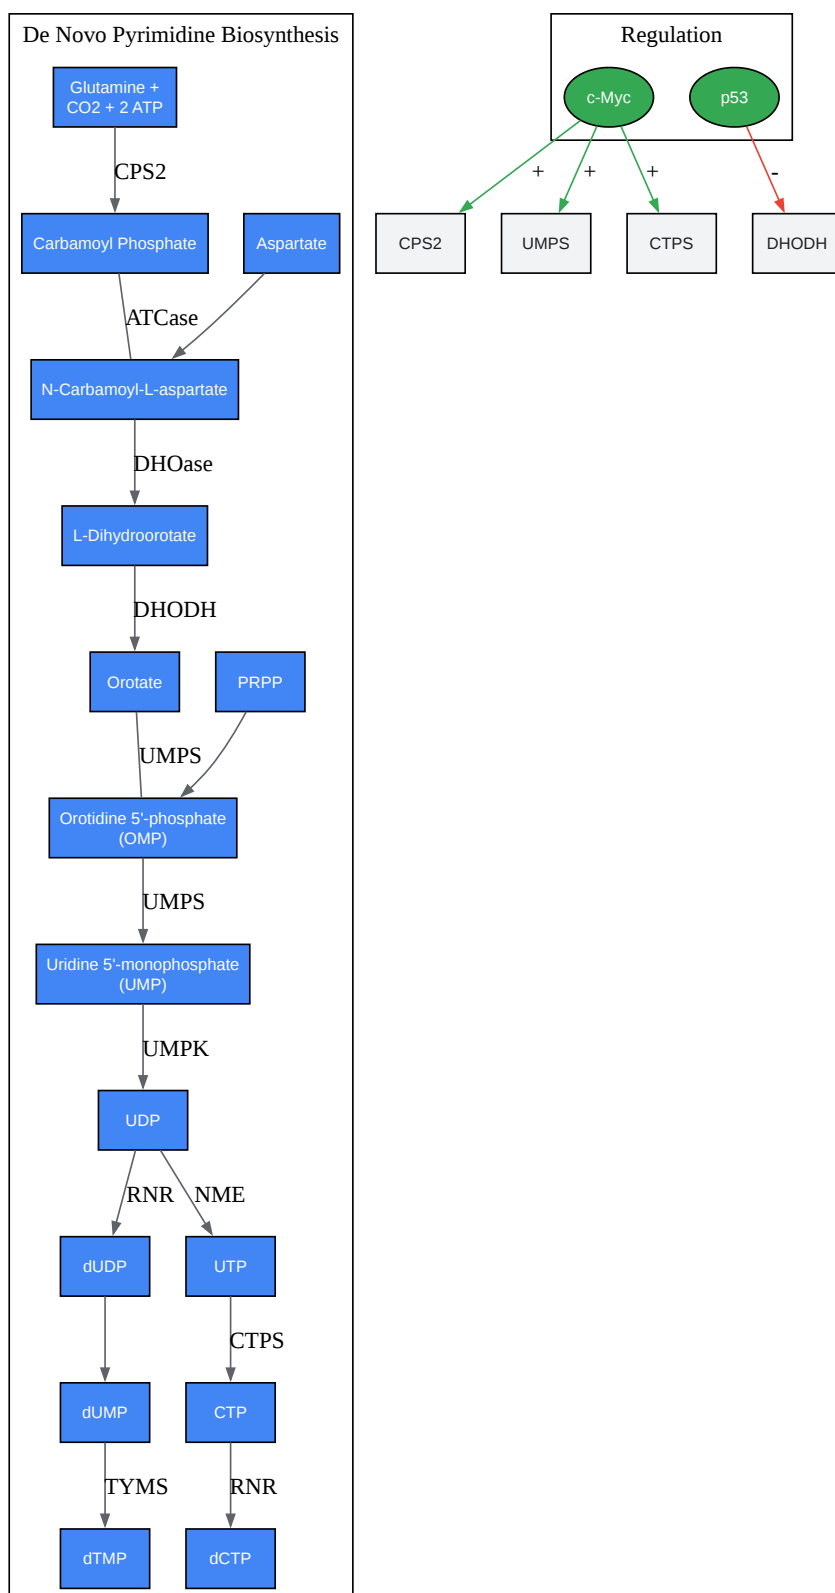 De Novo Pyrimidine Biosynthesis
Glutamine +
CO2 + 2 ATP
CPS2
Carbamoyl Phosphate
Aspartate
ATCase
N-Carbamoyl-L-aspartate
DHOase
L-Dihydroorotate
DHODH
Orotate
PRPP
UMPS
Orotidine 5'-phosphate
(OMP)
UMPS
Uridine 5'-monophosphate
(UMP)
UMPK
UDP
RNR
NME
dUDP
UTP
CTPS
dUMP
CTP
TYMS
RNR
dTMP
dCTP
Regulation
c-Myc
p53
+
+
+
-
CPS2
UMPS
CTPS
DHODH